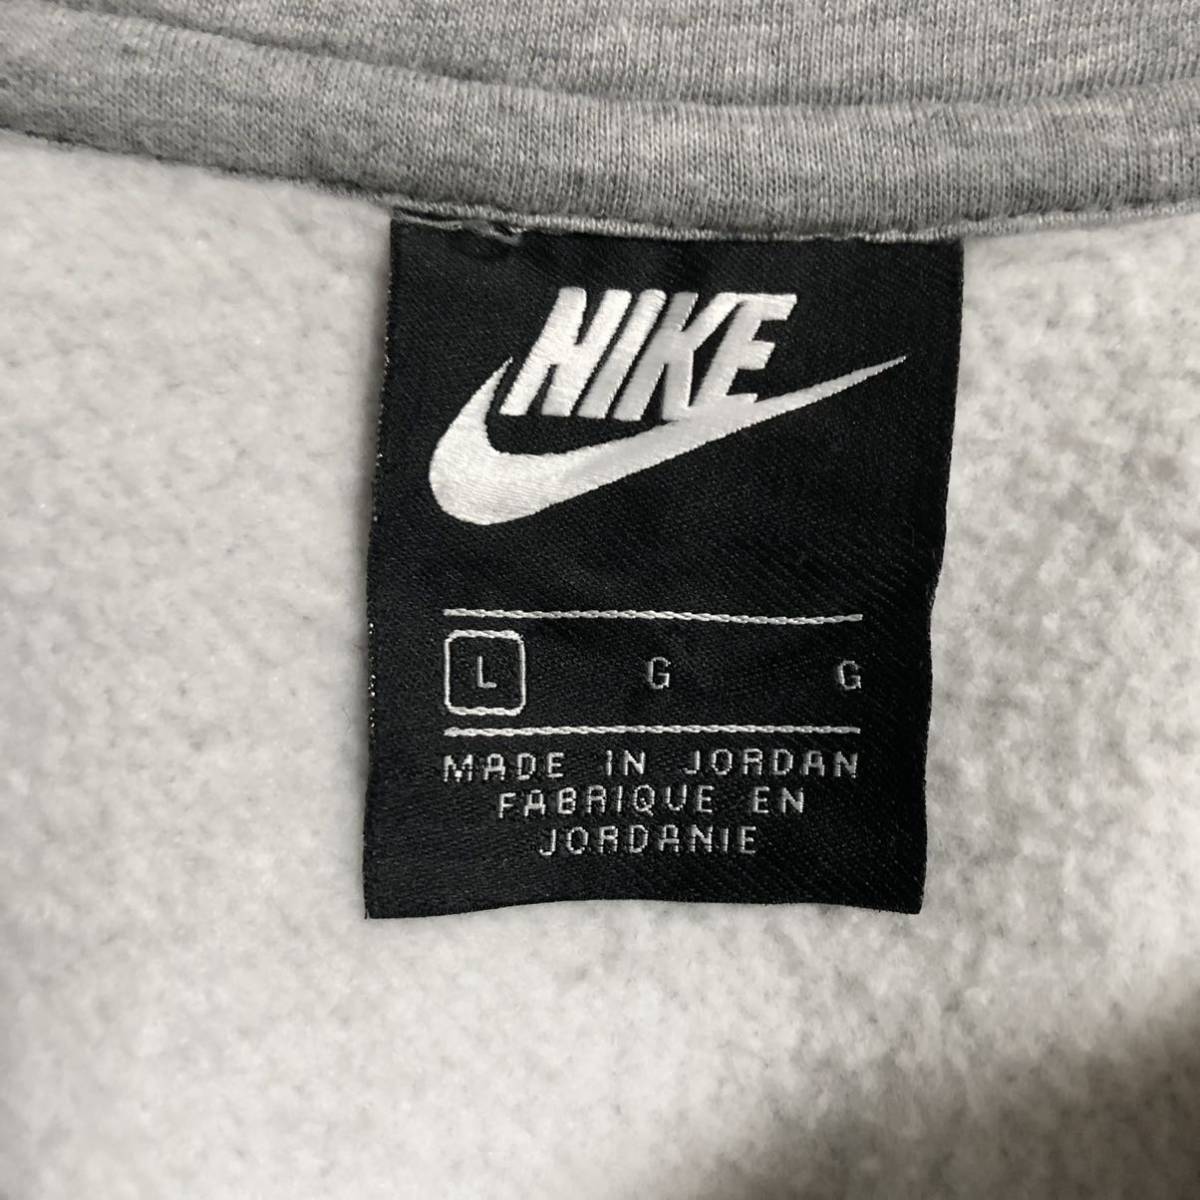 NIKE
L G G
MADE IN JORDAN
FABRIQUE EN
JORDANIE